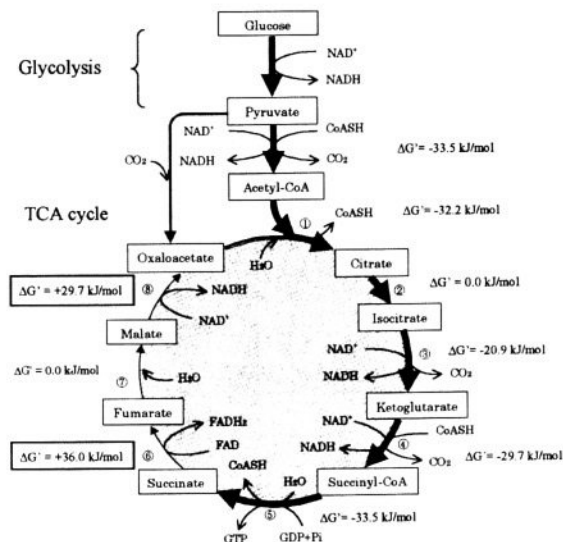 Glucose
Glycolysis
NAD⁺
NADH
Pyruvate
NAD⁺
CoASH
CO₂
NADH
CO₂
ΔG' = -33.5 kJ/mol
Acetyl-CoA
TCA cycle
①
CoASH
ΔG' = -32.2 kJ/mol
Oxaloacetate
H₂O
Citrate
ΔG' = +29.7 kJ/mol
⑧
NADH
②
ΔG' = 0.0 kJ/mol
NAD⁺
Malate
Isocitrate
ΔG' = 0.0 kJ/mol
⑦
H₂O
NAD⁺
③
ΔG' = -20.9 kJ/mol
NADH
CO₂
Fumarate
Ketoglutarate
FADH₂
NAD⁺
CoASH
ΔG' = +36.0 kJ/mol
⑥
FAD
NADH
④
CO₂
ΔG' = -29.7 kJ/mol
CoASH
H₂O
Succinate
Succinyl-CoA
⑤
ΔG' = -33.5 kJ/mol
GTP
GDP+Pi